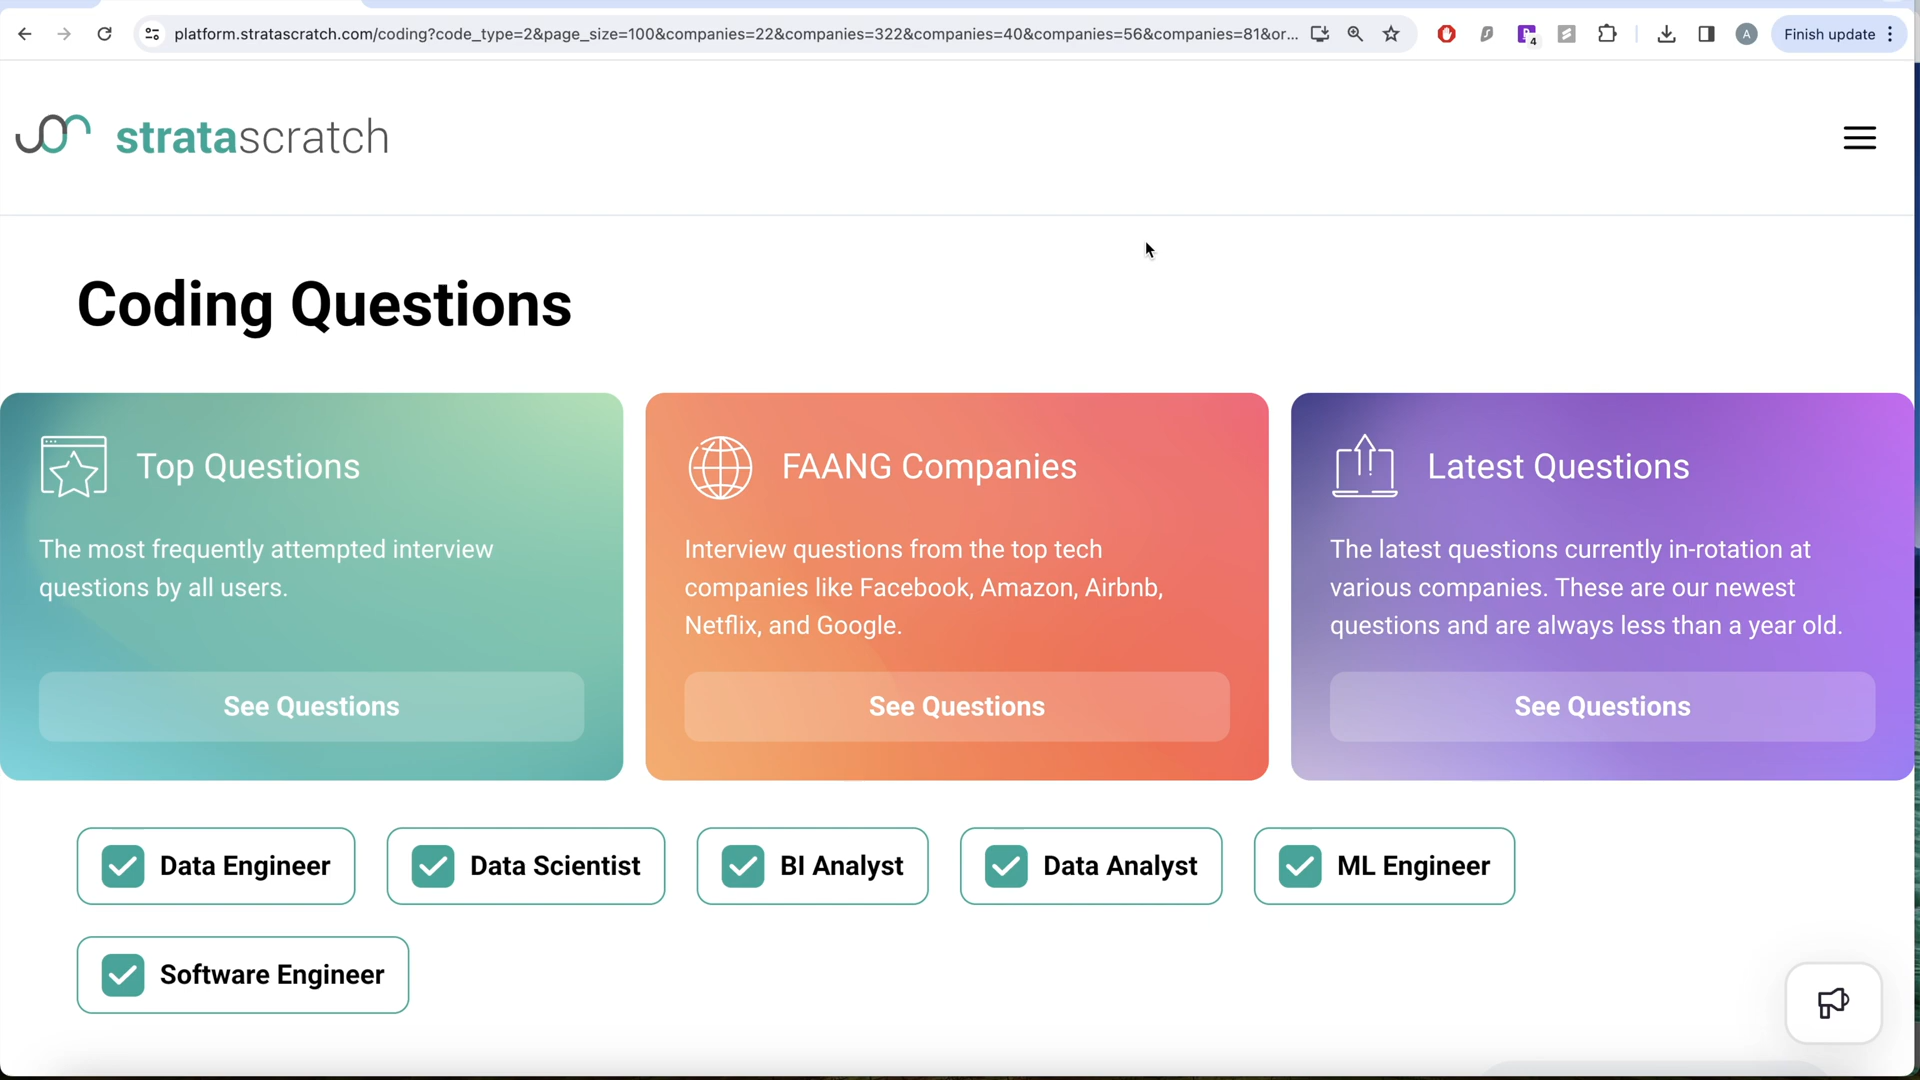 platform.stratascratch.com/coding?code_type=2&page_size=100&companies=22&companies=322&companies=40&companies=56&companies=81&or...
4
A
Finish update
stratascratch
Coding Questions
Top Questions
The most frequently attempted interview
questions by all users.
See Questions
FAANG Companies
Interview questions from the top tech
companies like Facebook, Amazon, Airbnb,
Netflix, and Google.
See Questions
Latest Questions
The latest questions currently in-rotation at
various companies. These are our newest
questions and are always less than a year old.
See Questions
Data Engineer
Data Scientist
BI Analyst
Data Analyst
ML Engineer
Software Engineer